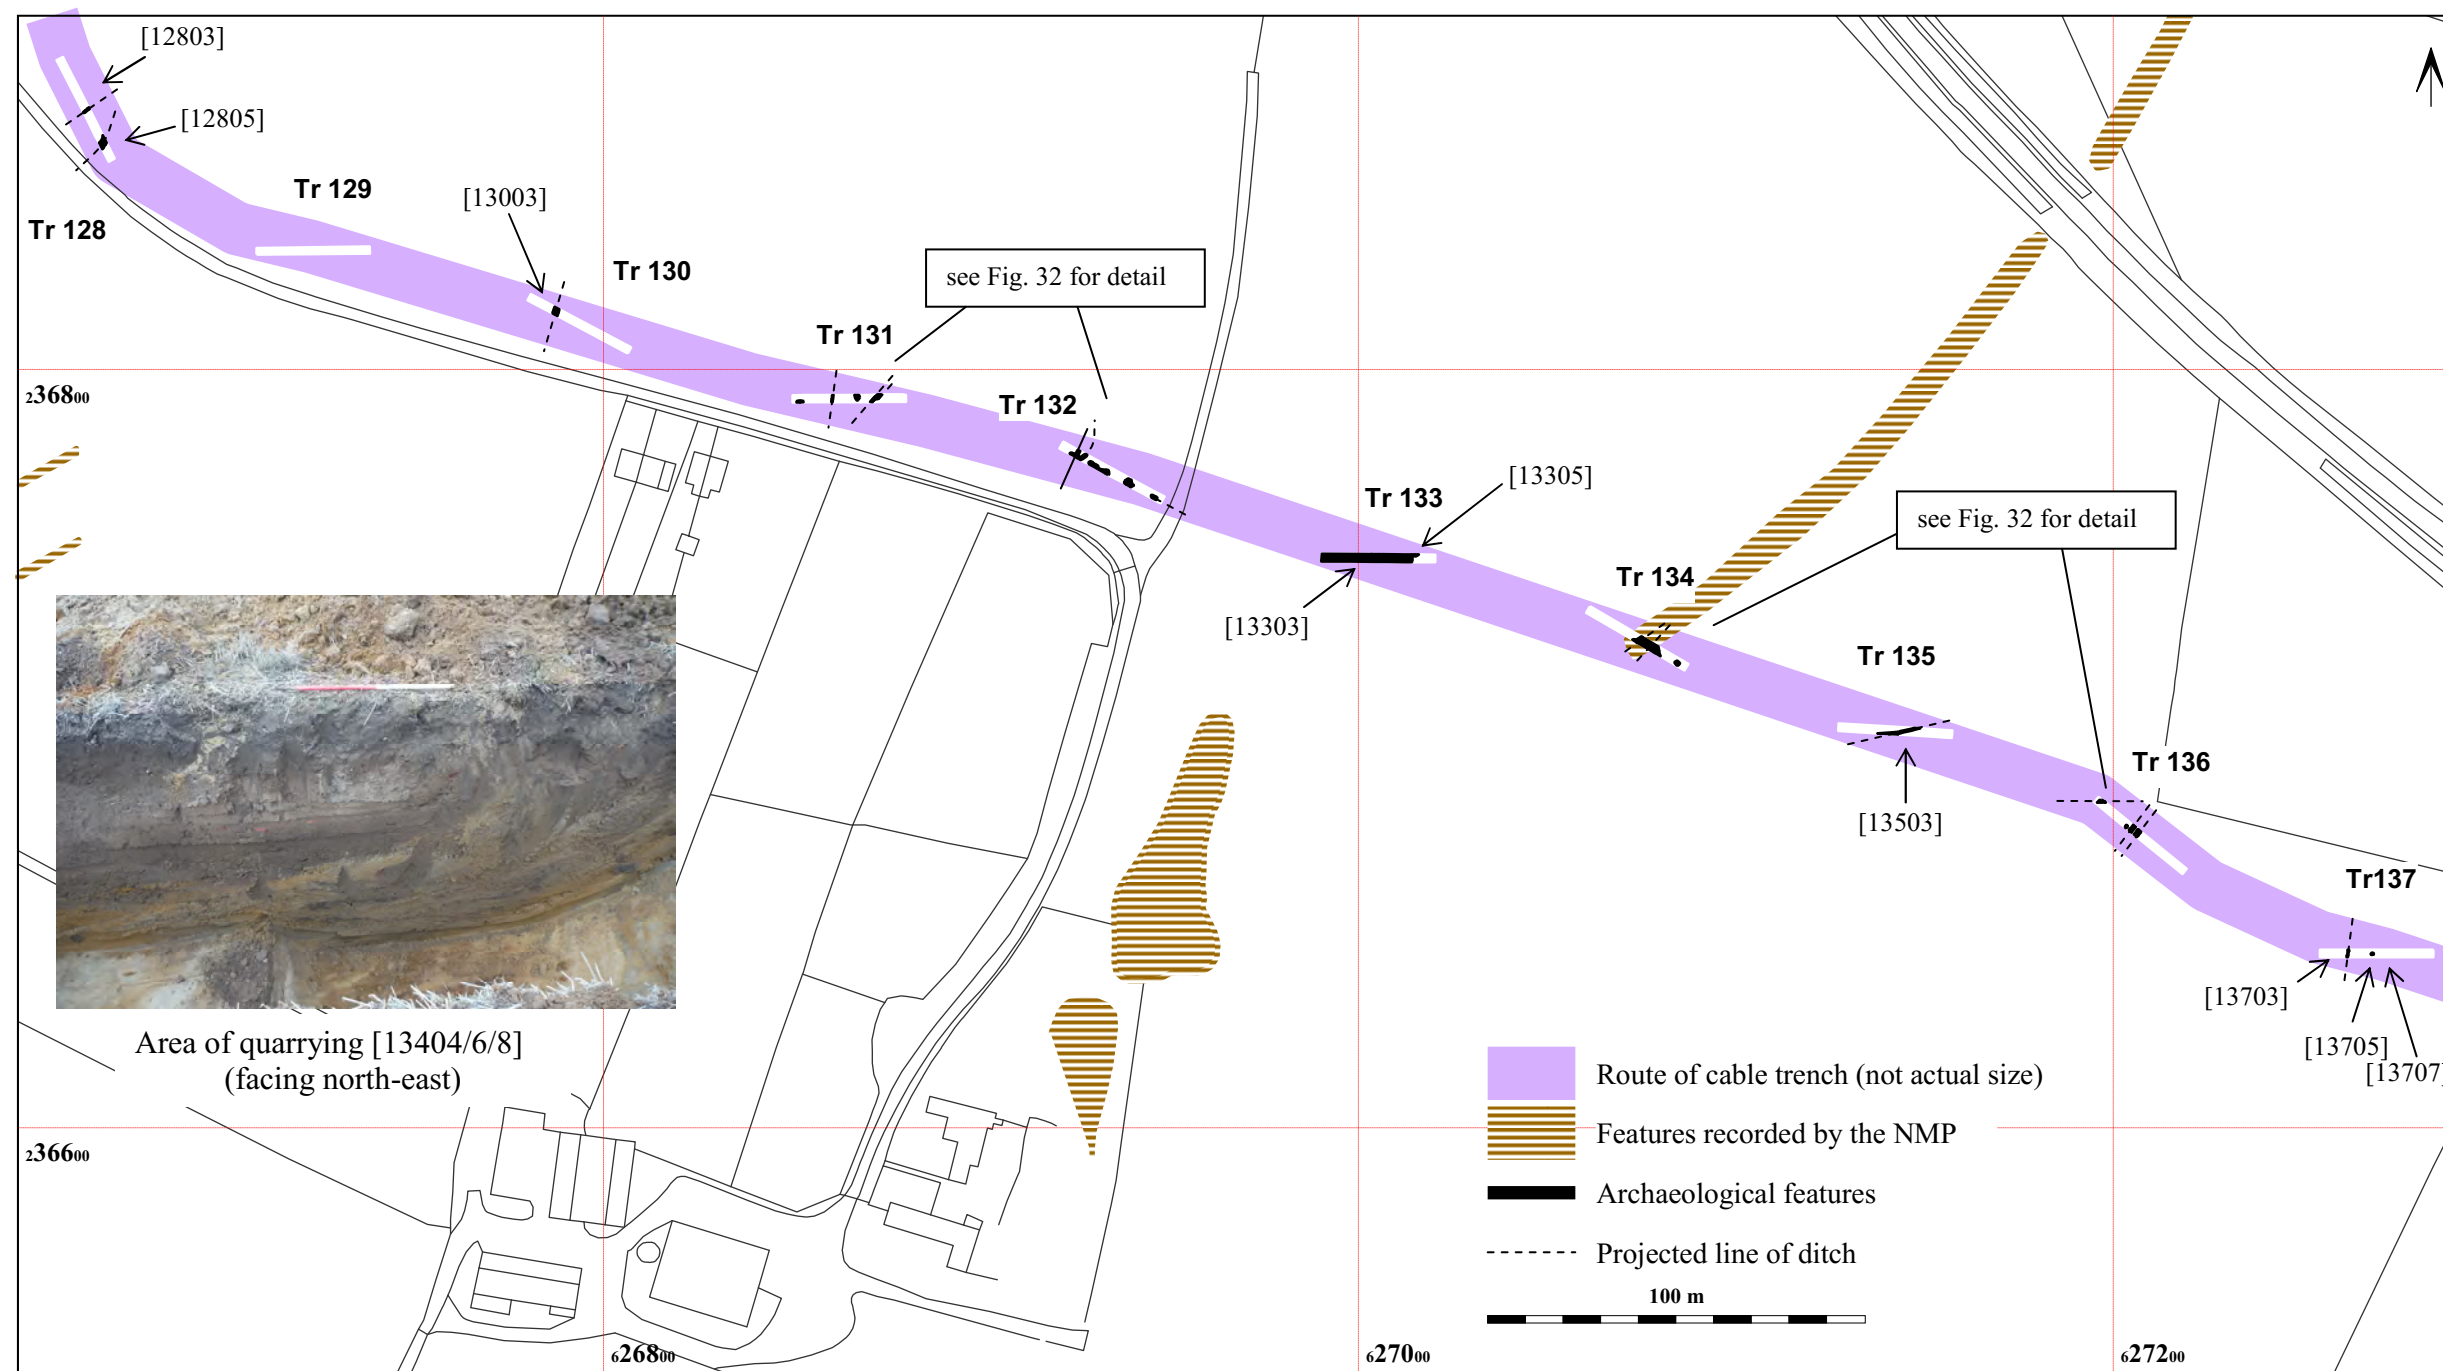 [12803]
[12805]
Tr 129
[13003]
Tr 128
Tr 130
see Fig. 32 for detail
Tr 131
236800
Tr 132
[13305]
Tr 133
see Fig. 32 for detail
Tr 134
[13303]
Tr 135
Tr 136
[13503]
Tr137
[13703]
Area of quarrying [13404/6/8]
(facing north-east)
[13705]
[13707]
Route of cable trench (not actual size)
Features recorded by the NMP
236600
Archaeological features
Projected line of ditch
100 m
626800
627000
627200